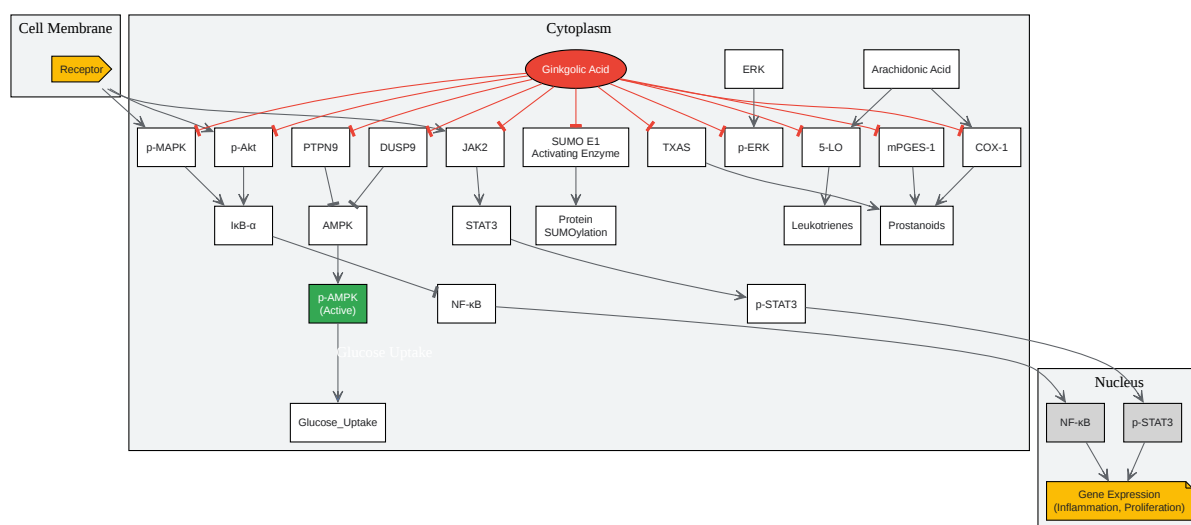 Cell Membrane
Cytoplasm
Receptor
Ginkgolic Acid
ERK
Arachidonic Acid
p-MAPK
p-Akt
PTPN9
DUSP9
JAK2
SUMO E1
Activating Enzyme
TXAS
p-ERK
5-LO
mPGES-1
COX-1
IκB-α
AMPK
STAT3
Protein
SUMOylation
Leukotrienes
Prostanoids
p-AMPK
(Active)
NF-κB
p-STAT3
Glucose Uptake
Nucleus
Glucose_Uptake
NF-κB
p-STAT3
Gene Expression
(Inflammation, Proliferation)